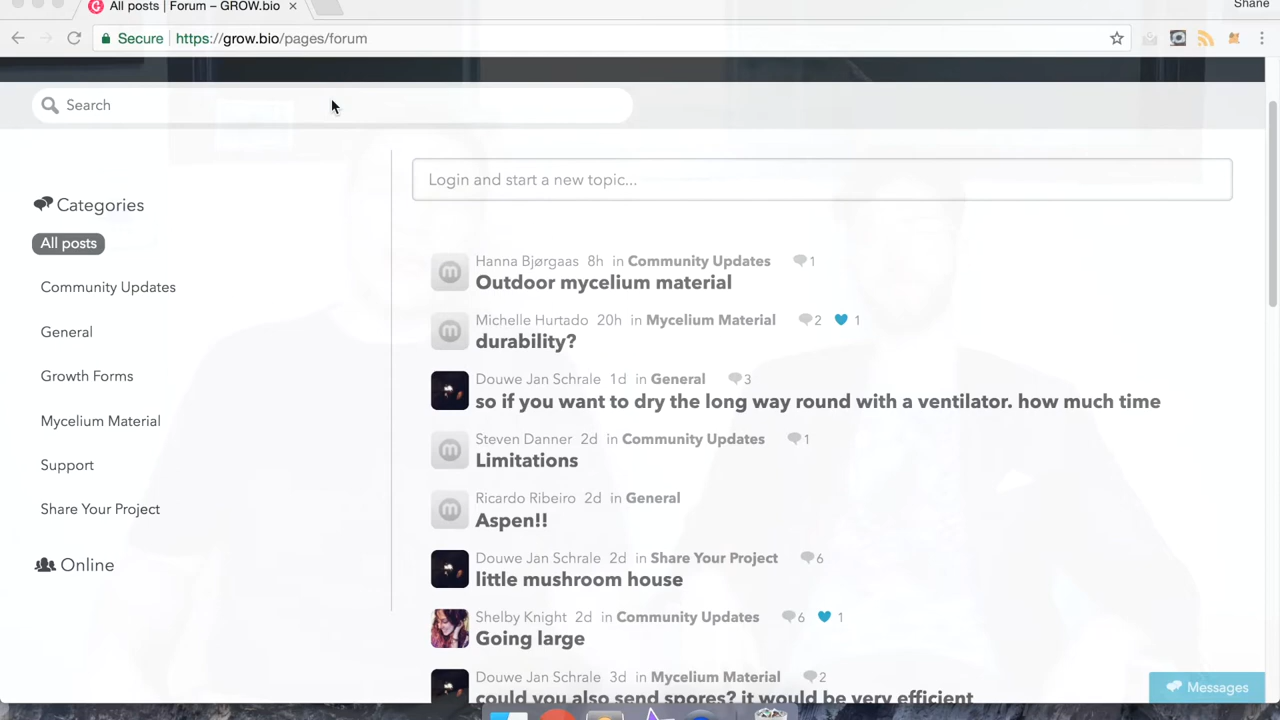 All posts | Forum – GROW.bio ×
Shane
Secure https://grow.bio/pages/forum
Search
Login and start a new topic...
Categories
All posts
Community Updates
General
Growth Forms
Mycelium Material
Support
Share Your Project
Online
Hanna Bjørgaas 8h in Community Updates 1
Outdoor mycelium material
Michelle Hurtado 20h in Mycelium Material 2 1
durability?
Douwe Jan Schrale 1d in General 3
so if you want to dry the long way round with a ventilator. how much time
Steven Danner 2d in Community Updates 1
Limitations
Ricardo Ribeiro 2d in General
Aspen!!
Douwe Jan Schrale 2d in Share Your Project 6
little mushroom house
Shelby Knight 2d in Community Updates 6 1
Going large
Douwe Jan Schrale 3d in Mycelium Material 2
could you also send spores? it would be very efficient
Messages